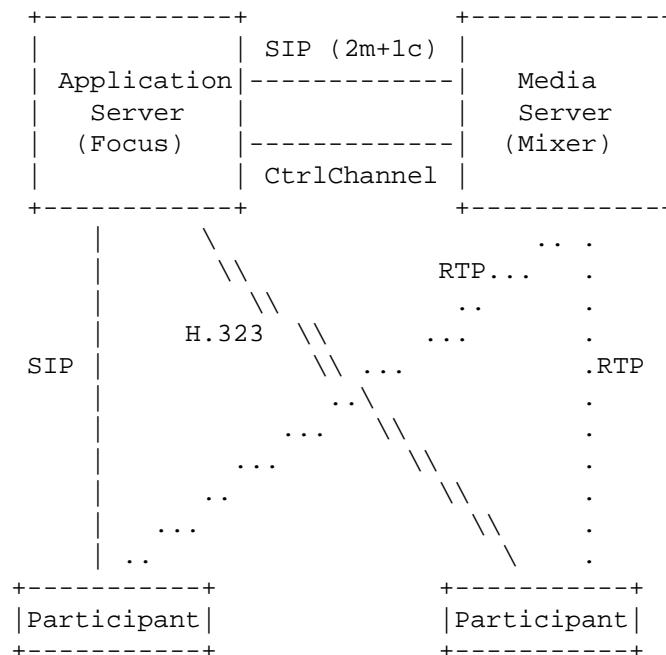 SIP (2m+1c)
Application
Media
Server
Server
(Focus)
(Mixer)
CtrlChannel
RTP
H.323
SIP
RTP
Participant
Participant